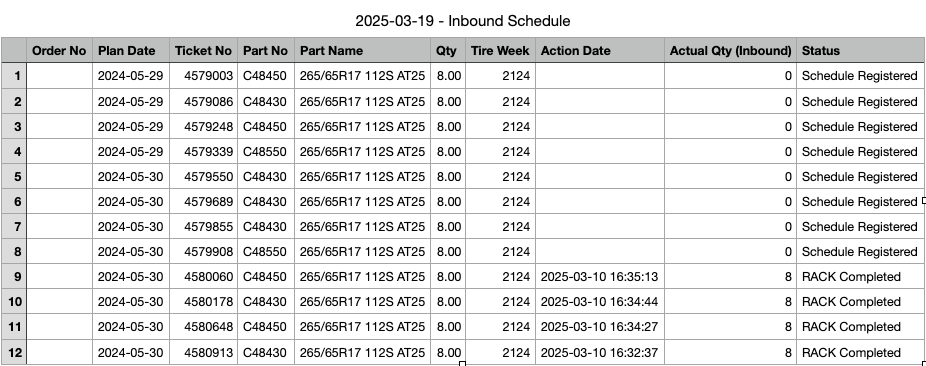 2025-03-19 - Inbound Schedule
Order No Plan Date Ticket No Part No Part Name Qty Tire Week Action Date Actual Qty (Inbound) Status
1 2024-05-29 4579003 C48450 265/65R17 112S AT25 8.00 2124 0 Schedule Registered
2 2024-05-29 4579086 C48430 265/65R17 112S AT25 8.00 2124 0 Schedule Registered
3 2024-05-29 4579248 C48450 265/65R17 112S AT25 8.00 2124 0 Schedule Registered
4 2024-05-29 4579339 C48550 265/65R17 112S AT25 8.00 2124 0 Schedule Registered
5 2024-05-30 4579550 C48430 265/65R17 112S AT25 8.00 2124 0 Schedule Registered
6 2024-05-30 4579689 C48430 265/65R17 112S AT25 8.00 2124 0 Schedule Registered
7 2024-05-30 4579855 C48430 265/65R17 112S AT25 8.00 2124 0 Schedule Registered
8 2024-05-30 4579908 C48550 265/65R17 112S AT25 8.00 2124 0 Schedule Registered
9 2024-05-30 4580060 C48450 265/65R17 112S AT25 8.00 2124 2025-03-10 16:35:13 8 RACK Completed
10 2024-05-30 4580178 C48430 265/65R17 112S AT25 8.00 2124 2025-03-10 16:34:44 8 RACK Completed
11 2024-05-30 4580648 C48450 265/65R17 112S AT25 8.00 2124 2025-03-10 16:34:27 8 RACK Completed
12 2024-05-30 4580913 C48430 265/65R17 112S AT25 8.00 2124 2025-03-10 16:32:37 8 RACK Completed